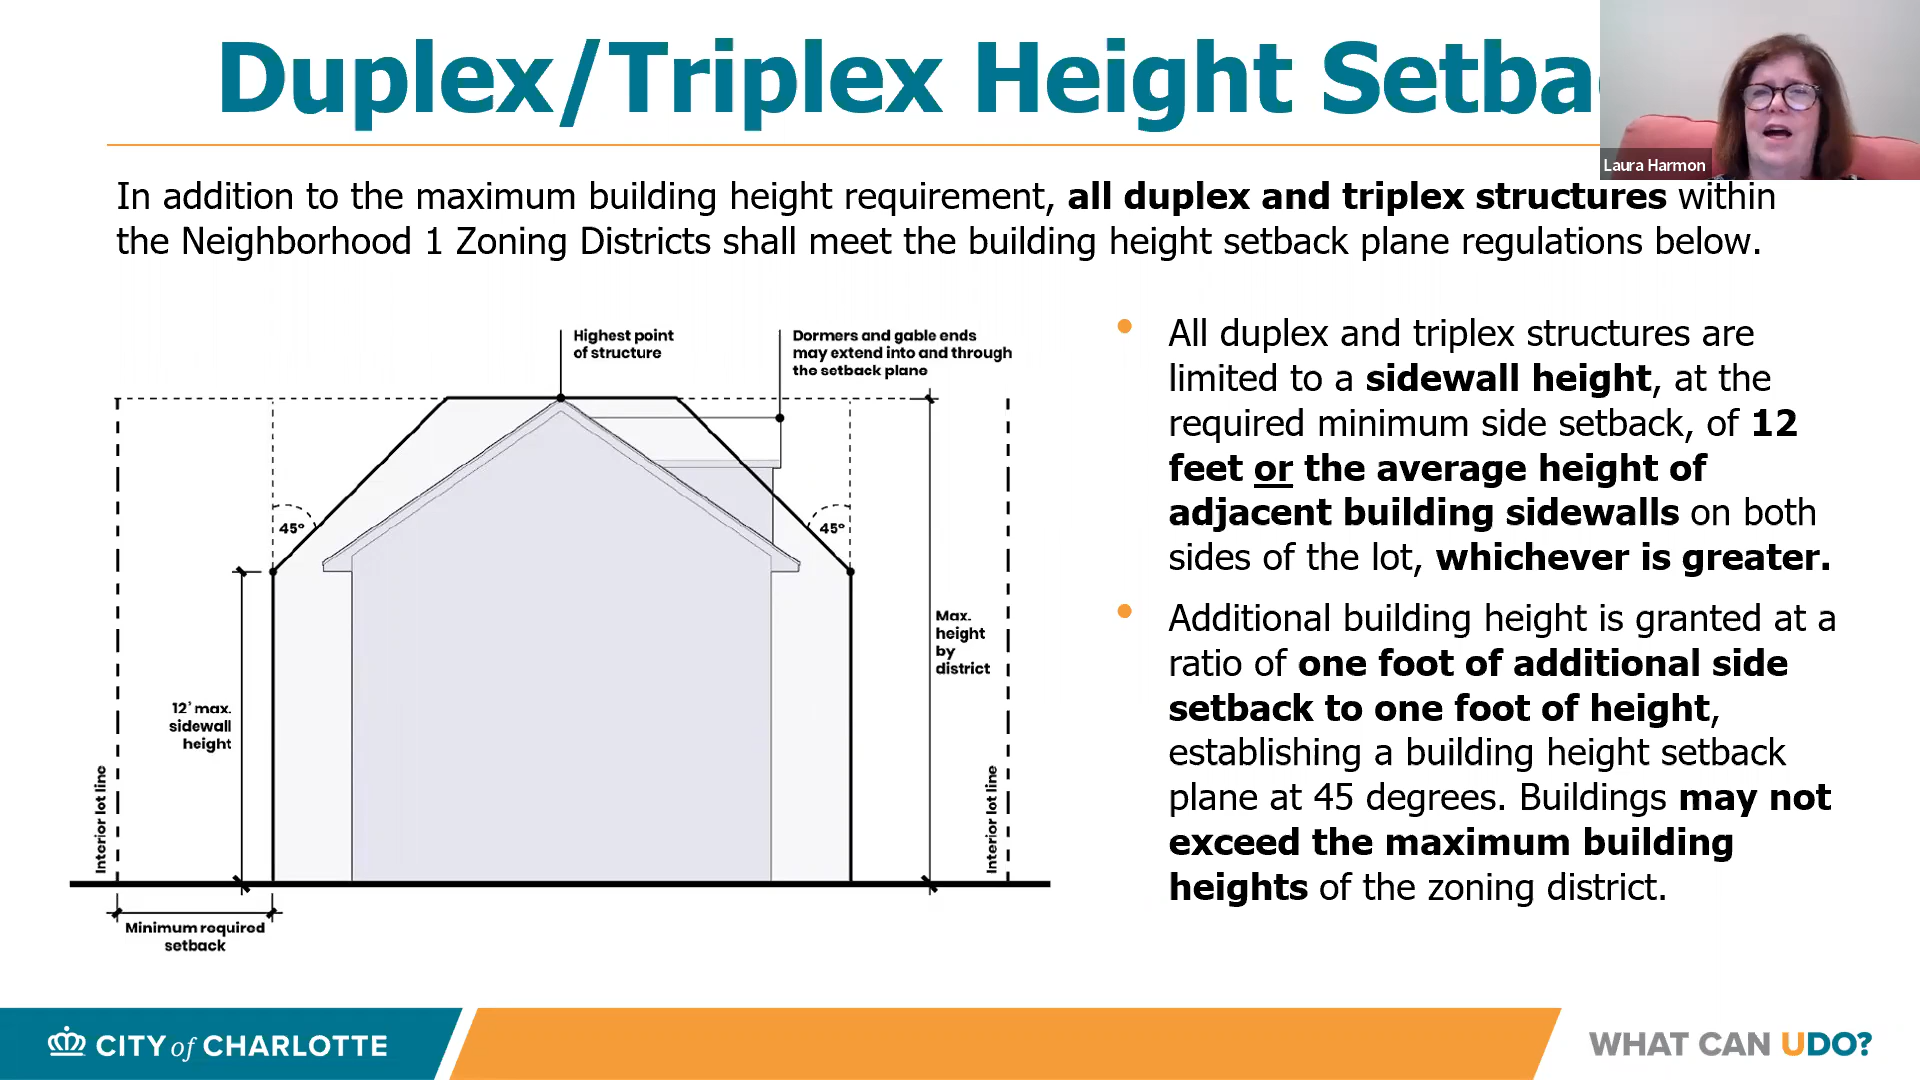 Duplex/Triplex Height Setba
Laura Harmon
In addition to the maximum building height requirement, all duplex and triplex structures within
the Neighborhood 1 Zoning Districts shall meet the building height setback plane regulations below.
Highest point
of structure
Dormers and gable ends
may extend into and through
the setback plane
45°
45°
Max.
height
by
district
12' max.
sidewall
height
Interior lot line
Interior lot line
Minimum required
setback
• All duplex and triplex structures are
limited to a sidewall height, at the
required minimum side setback, of 12
feet or the average height of
adjacent building sidewalls on both
sides of the lot, whichever is greater.
• Additional building height is granted at a
ratio of one foot of additional side
setback to one foot of height,
establishing a building height setback
plane at 45 degrees. Buildings may not
exceed the maximum building
heights of the zoning district.
CITY of CHARLOTTE
WHAT CAN UDO?